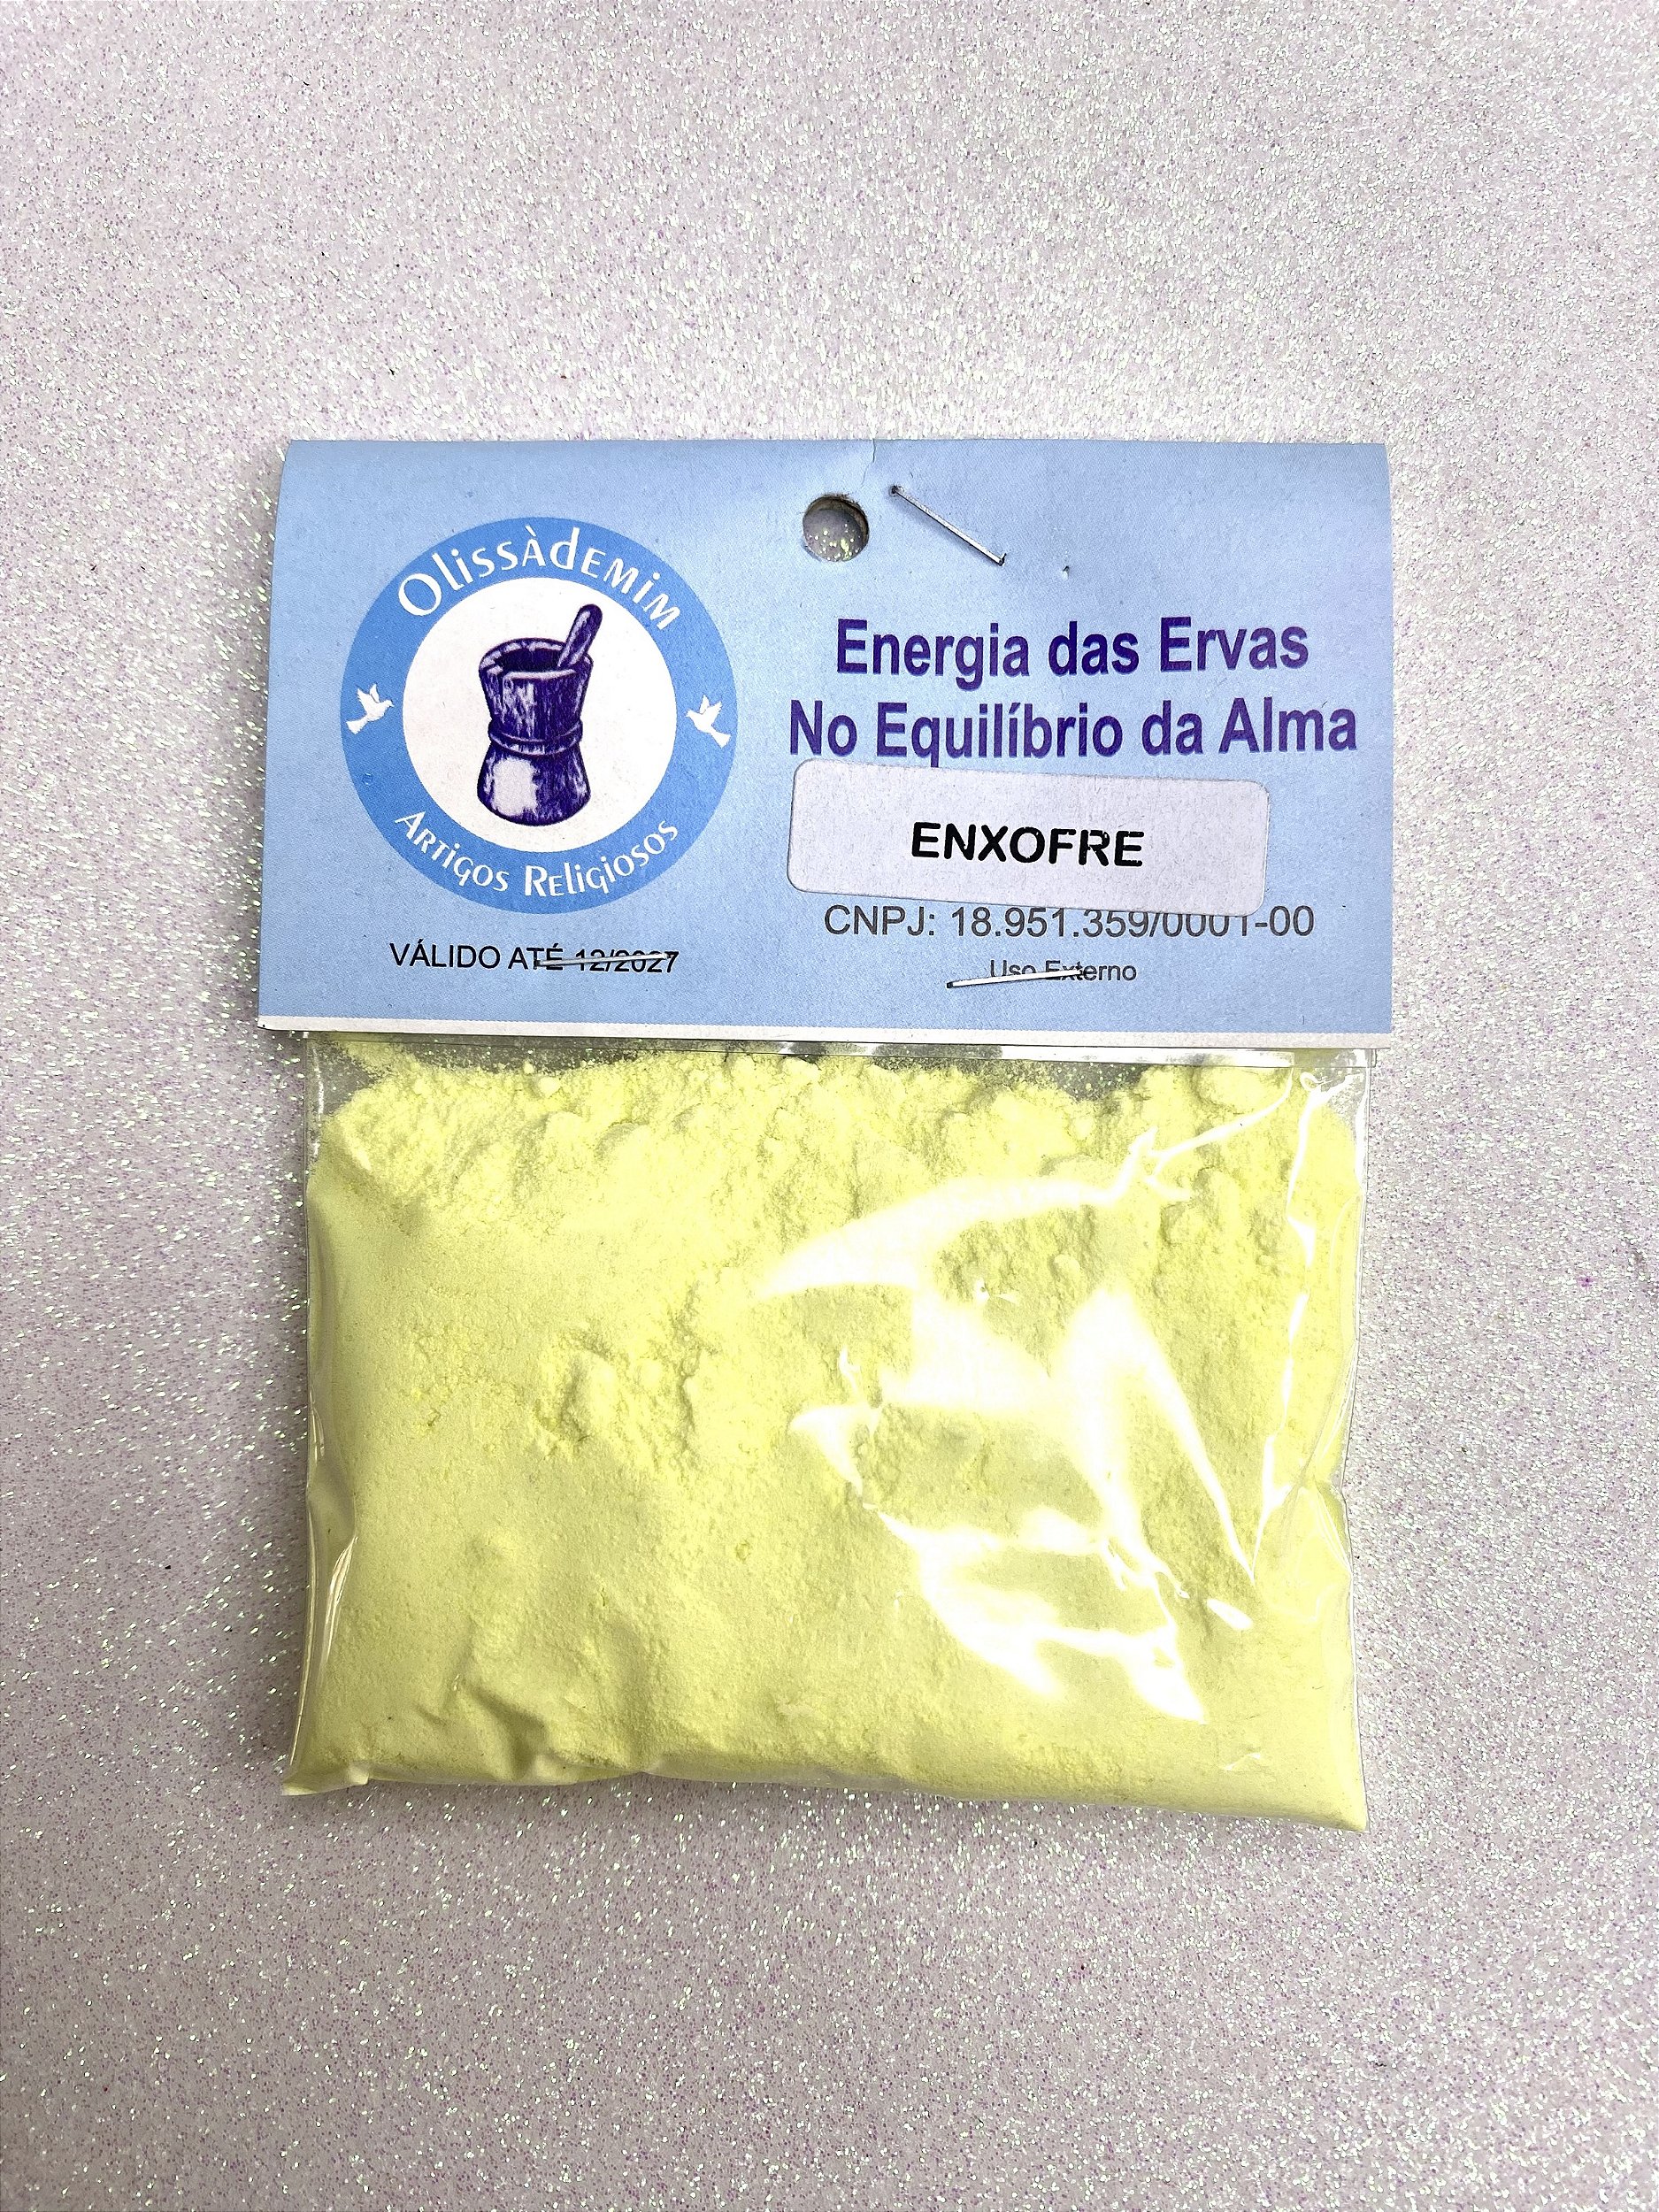 OlissàdEMiM
ARTiGOS RELiGiOSOS
VÁLIDO ATÉ 12/2027
Energia das Ervas
No Equilíbrio da Alma
ENXOFRE
CNPJ: 18.951.359/0001-00
Uso Externo